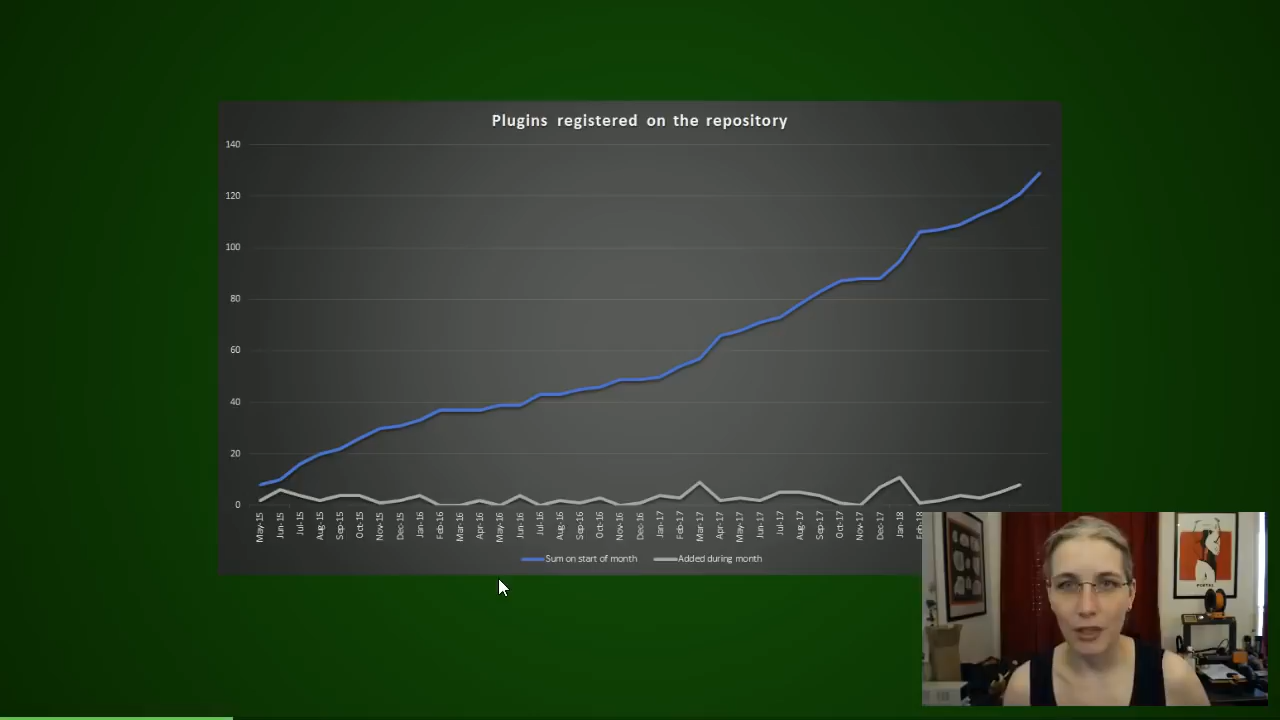 Plugins registered on the repository
140
120
100
80
60
40
20
0
May-15
Jun-15
Jul-15
Aug-15
Sep-15
Oct-15
Nov-15
Dec-15
Jan-16
Feb-16
Mar-16
Apr-16
May-16
Jun-16
Jul-16
Aug-16
Sep-16
Oct-16
Nov-16
Dec-16
Jan-17
Feb-17
Mar-17
Apr-17
May-17
Jun-17
Jul-17
Aug-17
Sep-17
Oct-17
Nov-17
Dec-17
Jan-18
Feb-18
Sum on start of month
Added during month